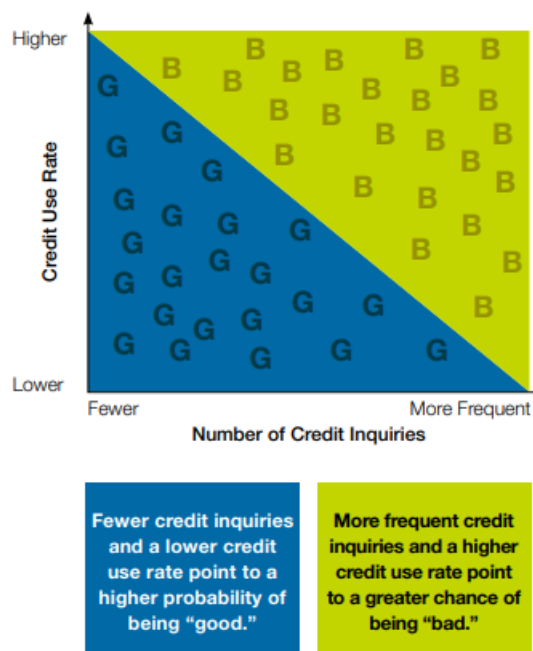 Higher
B B B
B
B B B
G B B
B B
B B
G B B B
G B B
G B B
G B
G G G B
G B
G G B
G G
G G B
G G G
G G G G G
Credit Use Rate
Lower
Fewer
More Frequent
Number of Credit Inquiries
Fewer credit inquiries
and a lower credit
use rate point to a
higher probability of
being “good.”
More frequent credit
inquiries and a higher
credit use rate point
to a greater chance of
being “bad.”